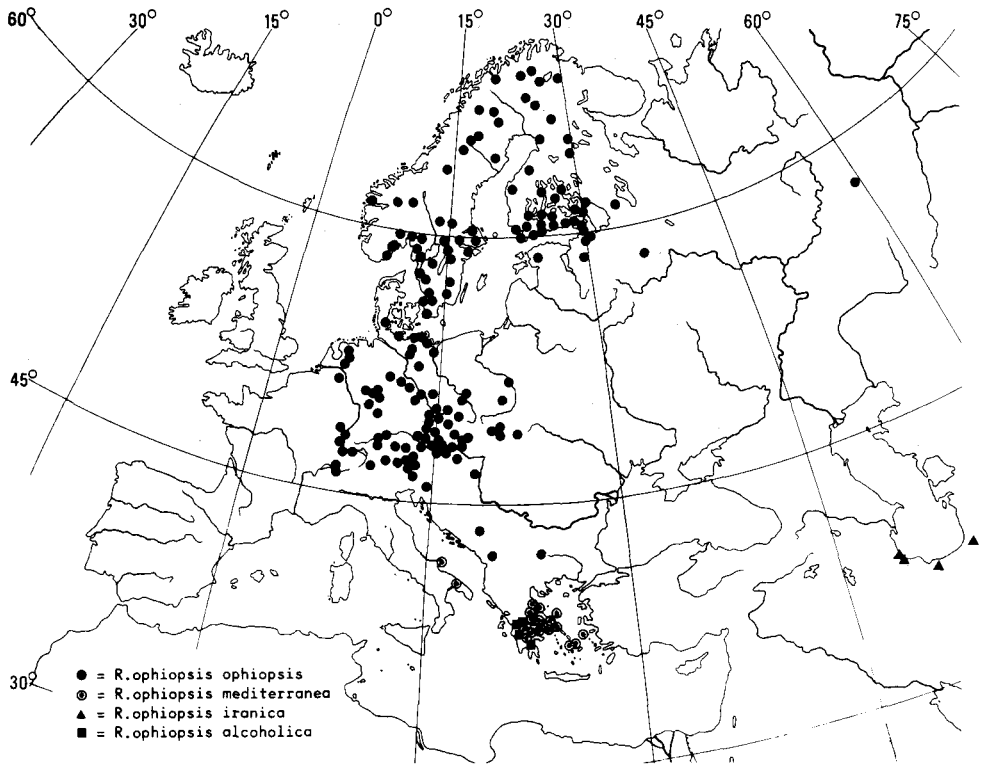 60° 30° 15° 0° 15° 30° 45° 60° 75°
45°
30°
● = R.ophiopsis ophiopsis
◉ = R.ophiopsis mediterranea
▲ = R.ophiopsis iranica
■ = R.ophiopsis alcoholica